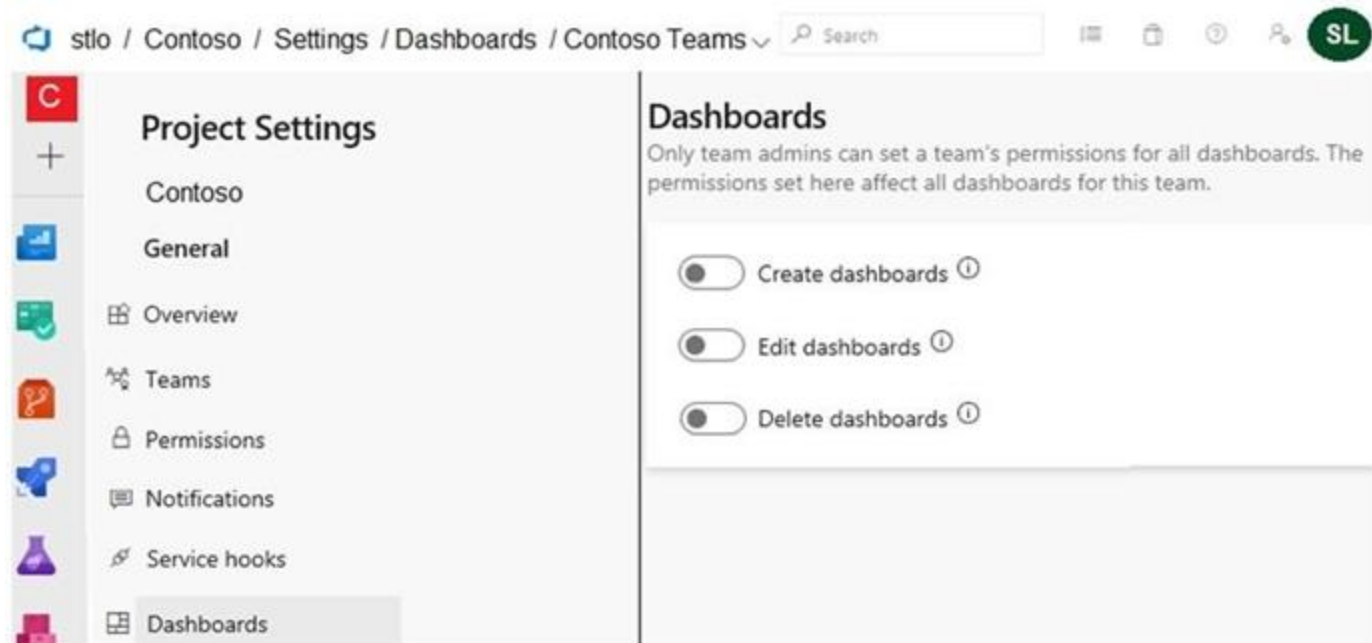 stlo / Contoso / Settings / Dashboards / Contoso Teams
Search
SL
C
Project Settings
Contoso
General
Overview
Teams
Permissions
Notifications
Service hooks
Dashboards
Dashboards
Only team admins can set a team's permissions for all dashboards. The
permissions set here affect all dashboards for this team.
Create dashboards
Edit dashboards
Delete dashboards